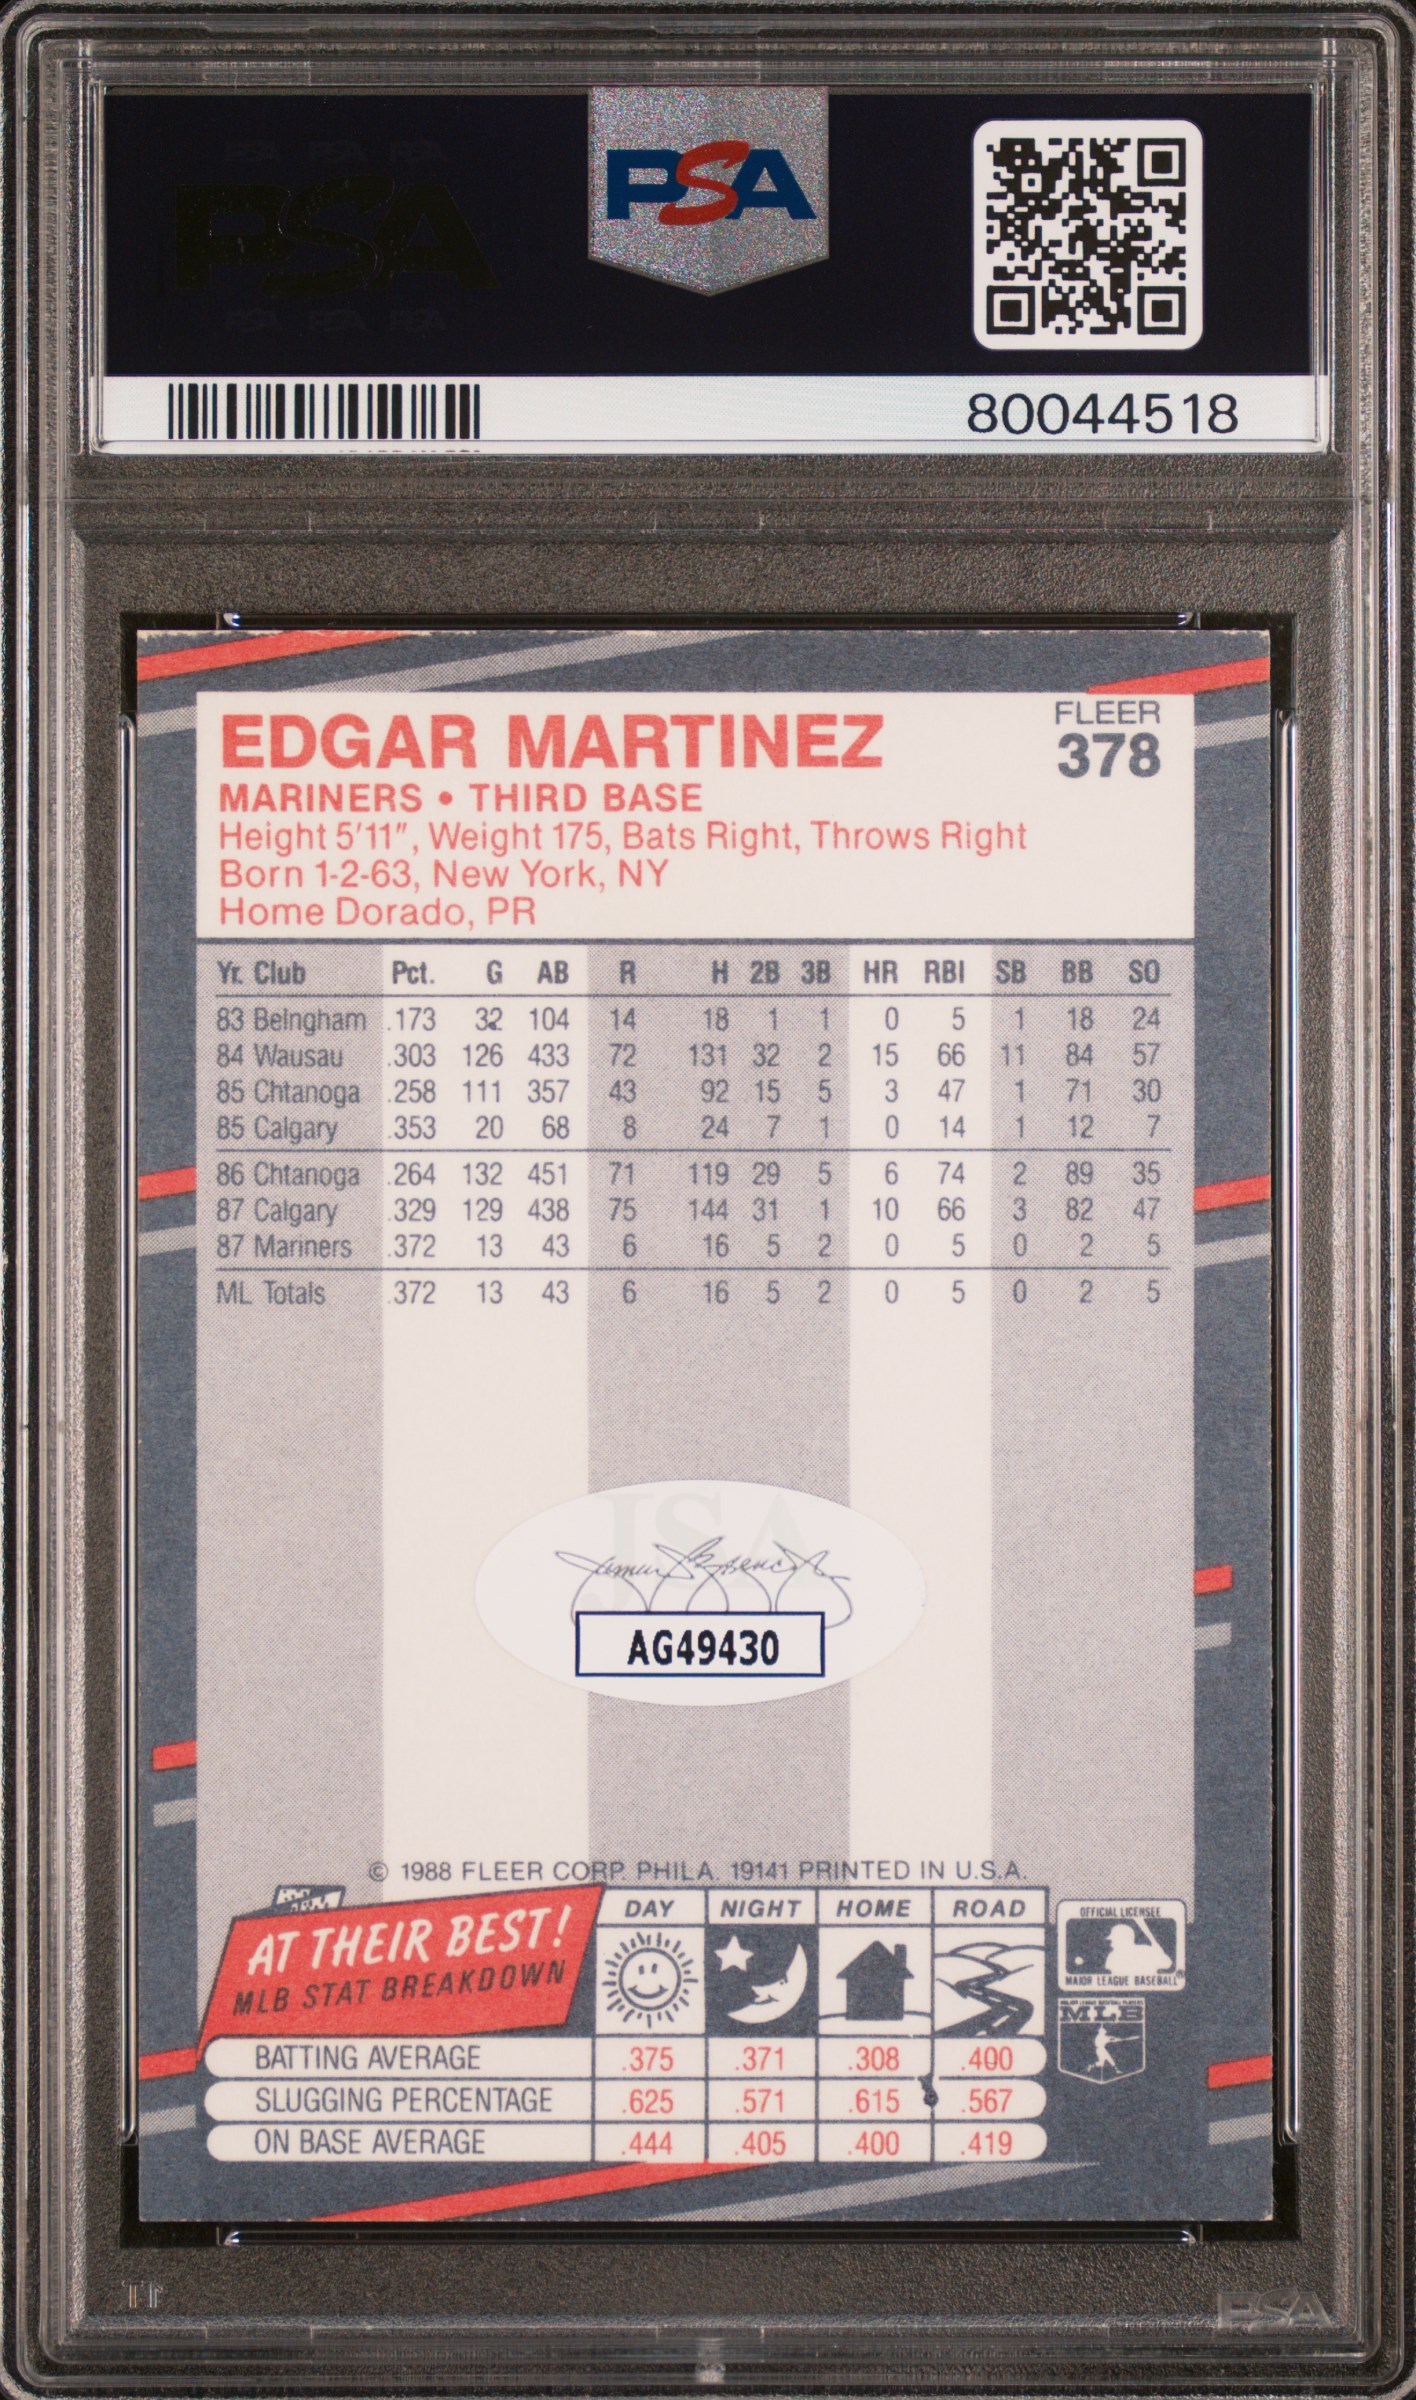 PSA PSA PSA
PSA
PSA PSA PSA
PSA
80044518
EDGAR MARTINEZ
FLEER
378
MARINERS • THIRD BASE
Height 5'11", Weight 175, Bats Right, Throws Right
Born 1-2-63, New York, NY
Home Dorado, PR
Yr. Club Pct. G AB R H 2B 3B HR RBI SB BB SO
83 Belngham .173 32 104 14 18 1 1 0 5 1 18 24
84 Wausau .303 126 433 72 131 32 2 15 66 11 84 57
85 Chtanoga .258 111 357 43 92 15 5 3 47 1 71 30
85 Calgary .353 20 68 8 24 7 1 0 14 1 12 7
86 Chtanoga .264 132 451 71 119 29 5 6 74 2 89 35
87 Calgary .329 129 438 75 144 31 1 10 66 3 82 47
87 Mariners .372 13 43 6 16 5 2 0 5 0 2 5
ML Totals .372 13 43 6 16 5 2 0 5 0 2 5
JSA
AG49430
© 1988 FLEER CORP. PHILA. 19141 PRINTED IN U.S.A.
AT THEIR BEST!
MLB STAT BREAKDOWN
DAY NIGHT HOME ROAD
BATTING AVERAGE .375 .371 .308 .400
SLUGGING PERCENTAGE .625 .571 .615 .567
ON BASE AVERAGE .444 .405 .400 .419
OFFICIAL LICENSEE
MAJOR LEAGUE BASEBALL®
MLB
PSA